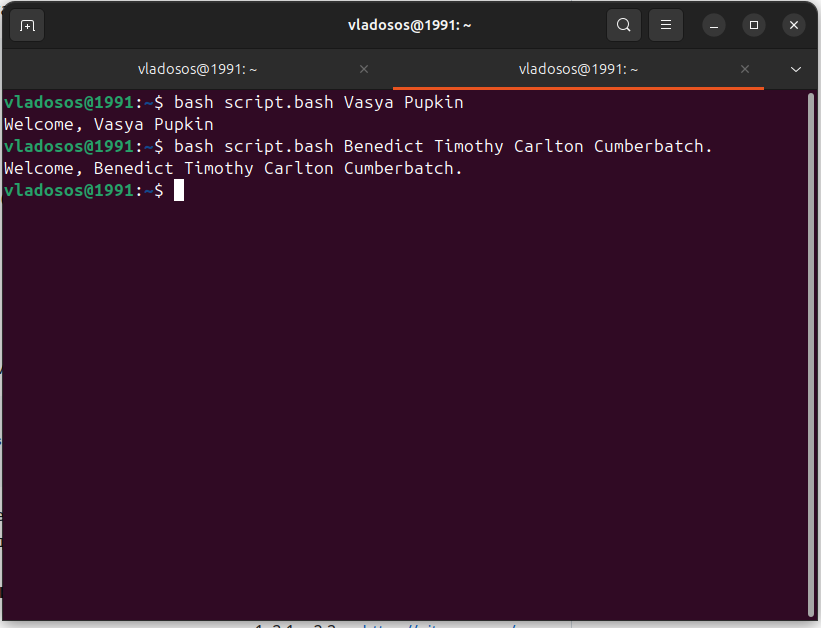 vladosos@1991: ~
vladosos@1991: ~
vladosos@1991: ~
vladosos@1991:~$ bash script.bash Vasya Pupkin
Welcome, Vasya Pupkin
vladosos@1991:~$ bash script.bash Benedict Timothy Carlton Cumberbatch.
Welcome, Benedict Timothy Carlton Cumberbatch.
vladosos@1991:~$